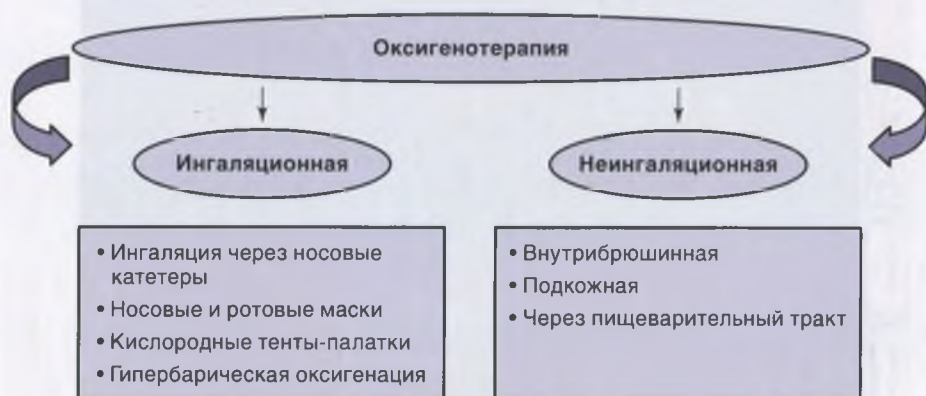 Оксигенотерапия
Ингаляционная
Неингаляционная
• Ингаляция через носовые
катетеры
• Носовые и ротовые маски
• Кислородные тенты-палатки
• Гипербарическая оксигенация
• Внутрибрюшинная
• Подкожная
• Через пищеварительный тракт